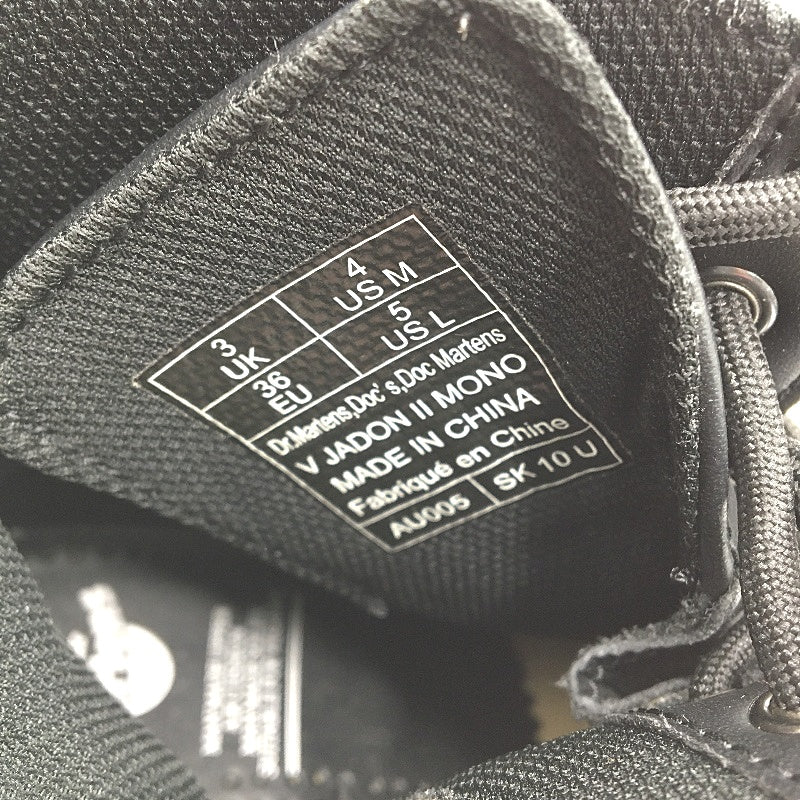 3 UK
4 US M
36 EU
5 US L
Dr.Martens,Doc' s,Doc Martens
V JADON II MONO
MADE IN CHINA
Fabriqué en Chine
AU005 SK 10 U